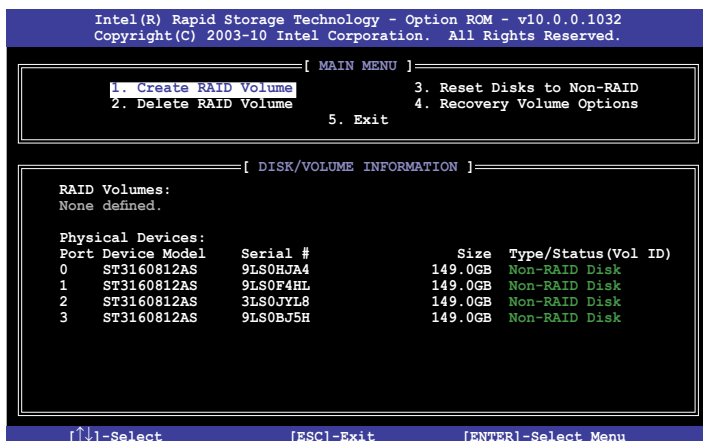 Intel(R) Rapid Storage Technology - Option ROM - v10.0.0.1032
Copyright(C) 2003-10 Intel Corporation. All Rights Reserved.
[ MAIN MENU ]
1. Create RAID Volume 3. Reset Disks to Non-RAID
2. Delete RAID Volume 4. Recovery Volume Options
5. Exit
[ DISK/VOLUME INFORMATION ]
RAID Volumes:
None defined.
Physical Devices:
Port Device Model Serial # Size Type/Status(Vol ID)
0 ST3160812AS 9LS0HJA4 149.0GB Non-RAID Disk
1 ST3160812AS 9LS0F4HL 149.0GB Non-RAID Disk
2 ST3160812AS 3LS0JYL8 149.0GB Non-RAID Disk
3 ST3160812AS 9LS0BJ5H 149.0GB Non-RAID Disk
[↑↓]-Select [ESC]-Exit [ENTER]-Select Menu